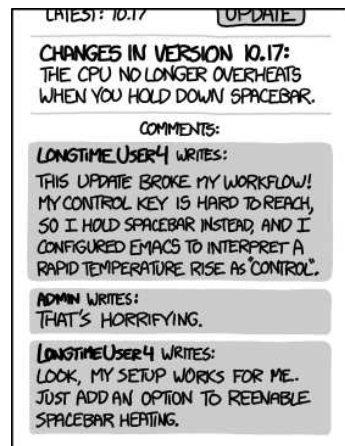 LATEST: 10.17 UPDATE
CHANGES IN VERSION 10.17:
THE CPU NO LONGER OVERHEATS
WHEN YOU HOLD DOWN SPACEBAR.
COMMENTS:
LONGTIMEUSER4 WRITES:
THIS UPDATE BROKE MY WORKFLOW!
MY CONTROL KEY IS HARD TO REACH,
SO I HOLD SPACEBAR INSTEAD, AND I
CONFIGURED EMACS TO INTERPRET A
RAPID TEMPERATURE RISE AS "CONTROL".
ADMIN WRITES:
THAT'S HORRIFYING.
LONGTIMEUSER4 WRITES:
LOOK, MY SETUP WORKS FOR ME.
JUST ADD AN OPTION TO REENABLE
SPACEBAR HEATING.